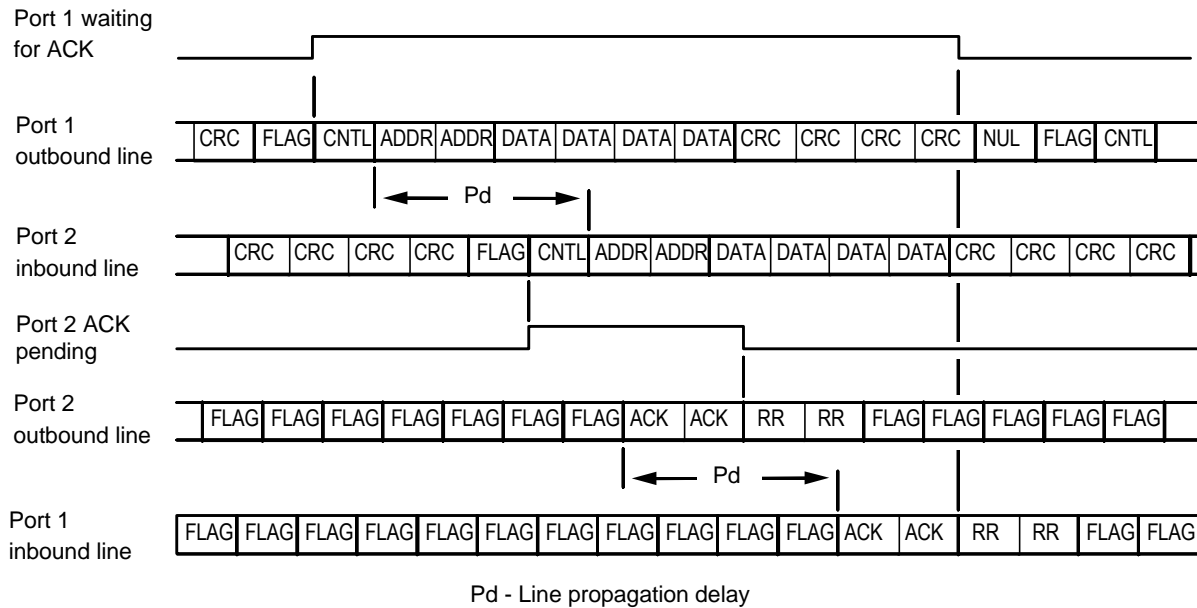 Port 1 waiting
for ACK
Port 1
outbound line
CRC FLAG CNTL ADDR ADDR DATA DATA DATA DATA CRC CRC CRC CRC NUL FLAG CNTL
Pd
Port 2
inbound line
CRC CRC CRC CRC FLAG CNTL ADDR ADDR DATA DATA DATA DATA CRC CRC CRC CRC
Port 2 ACK
pending
Port 2
outbound line
FLAG FLAG FLAG FLAG FLAG FLAG FLAG ACK ACK RR RR FLAG FLAG FLAG FLAG FLAG
Pd
Port 1
inbound line
FLAG FLAG FLAG FLAG FLAG FLAG FLAG FLAG FLAG FLAG FLAG ACK ACK RR RR FLAG FLAG
Pd - Line propagation delay